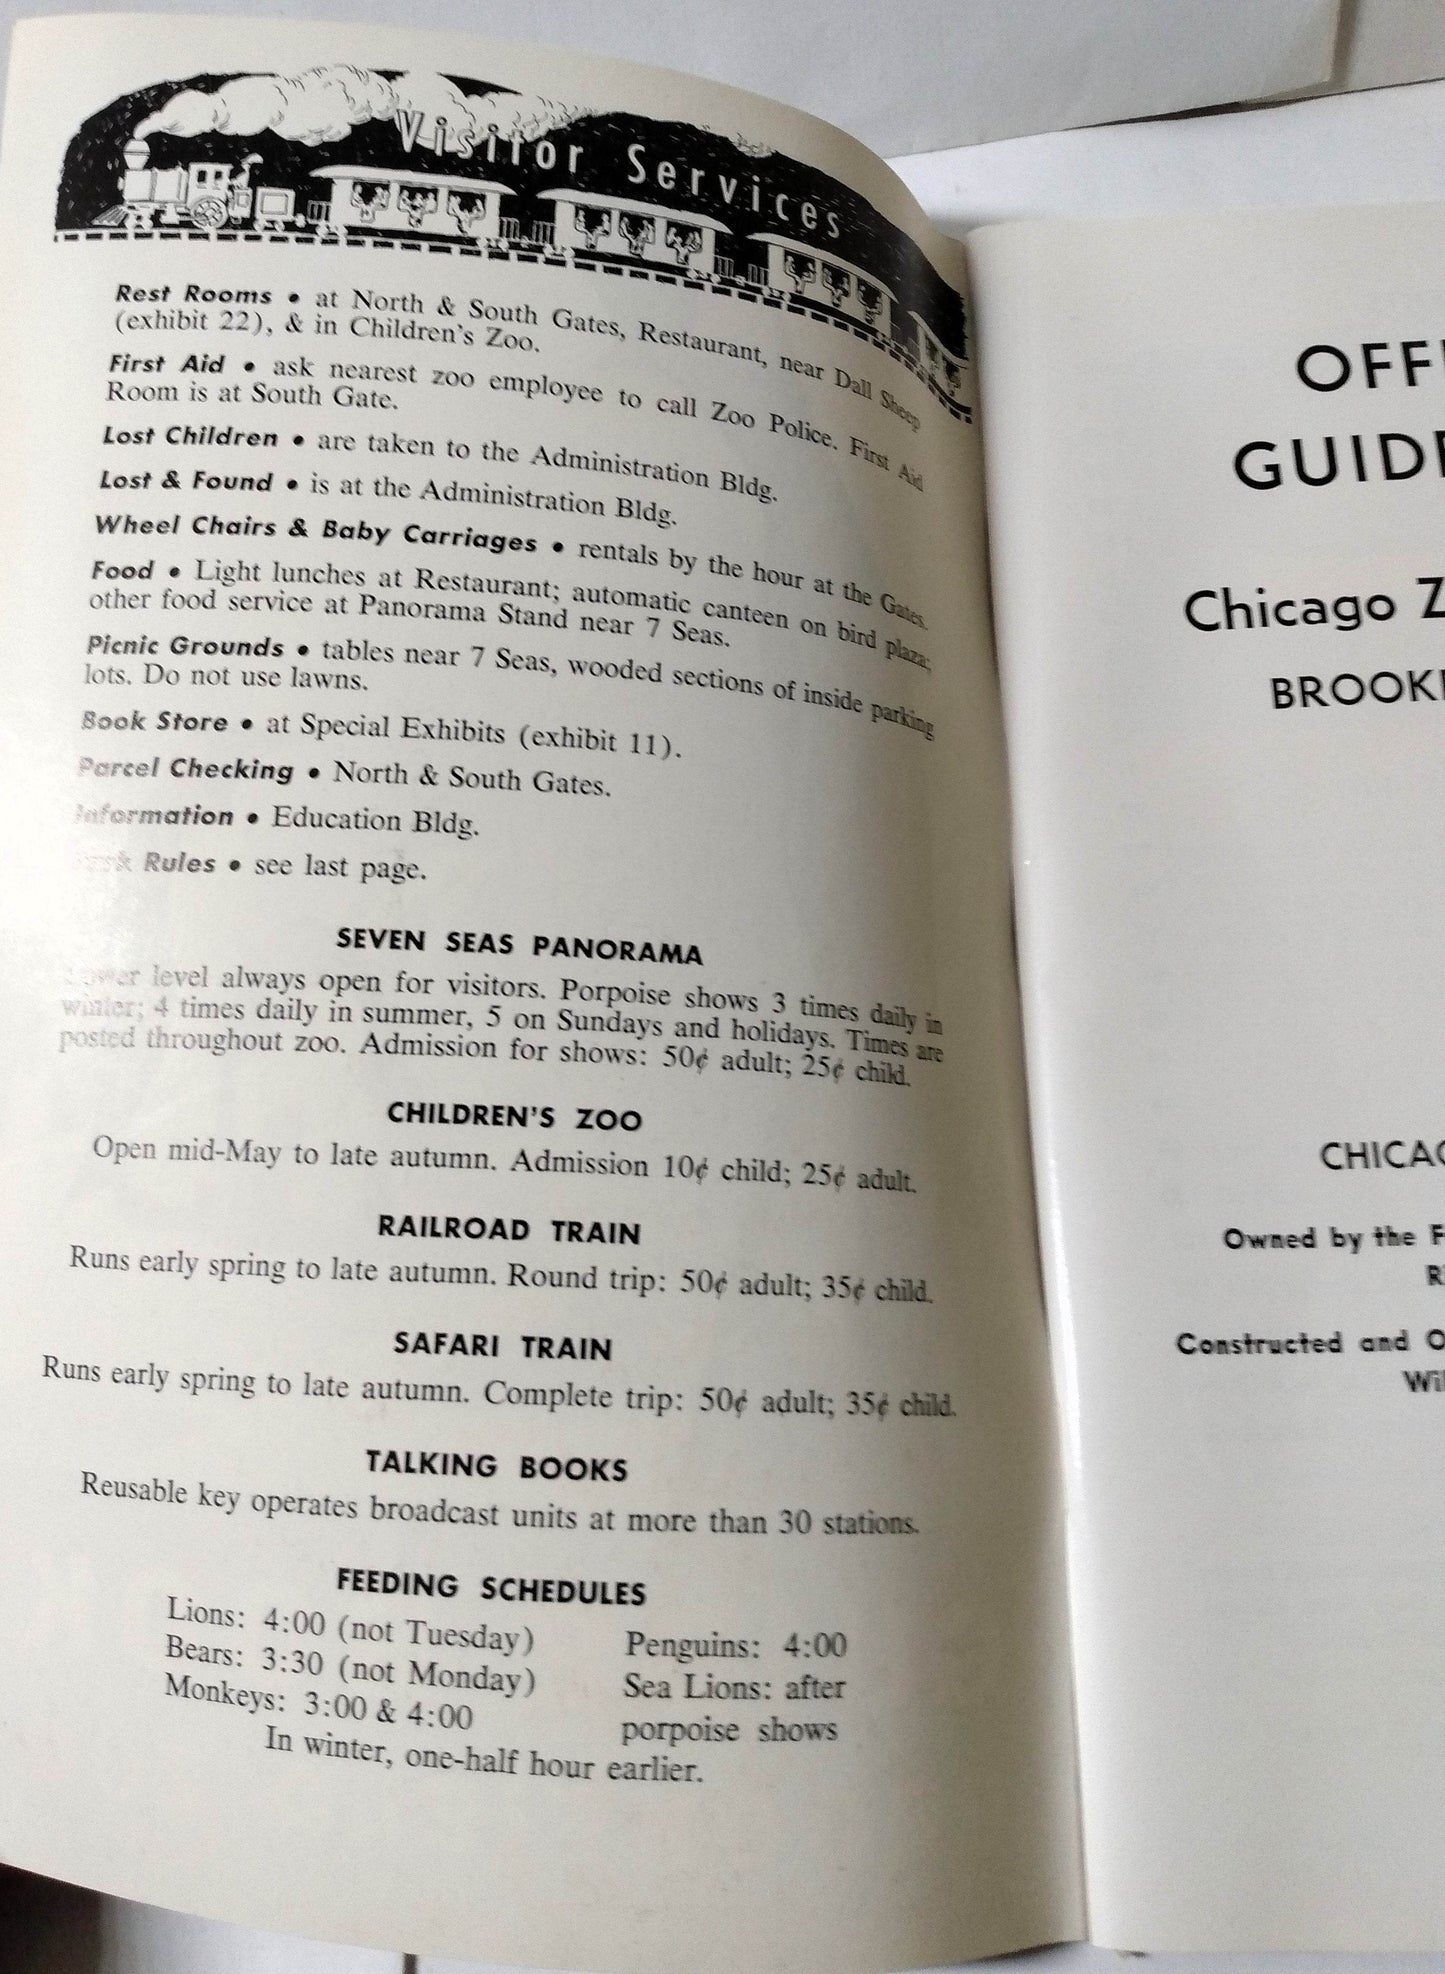 Visitor Services
Rest Rooms • at North & South Gates, Restaurant, near Dall Sheep
(exhibit 22), & in Children's Zoo.
First Aid • ask nearest zoo employee to call Zoo Police. First Aid
Room is at South Gate.
Lost Children • are taken to the Administration Bldg.
Lost & Found • is at the Administration Bldg.
Wheel Chairs & Baby Carriages • rentals by the hour at the Gates.
Food • Light lunches at Restaurant; automatic canteen on bird plaza;
other food service at Panorama Stand near 7 Seas.
Picnic Grounds • tables near 7 Seas, wooded sections of inside parking
lots. Do not use lawns.
Book Store • at Special Exhibits (exhibit 11).
Parcel Checking • North & South Gates.
Information • Education Bldg.
Rules • see last page.
SEVEN SEAS PANORAMA
Lower level always open for visitors. Porpoise shows 3 times daily in
winter; 4 times daily in summer, 5 on Sundays and holidays. Times are
posted throughout zoo. Admission for shows: 50¢ adult; 25¢ child.
CHILDREN'S ZOO
Open mid-May to late autumn. Admission 10¢ child; 25¢ adult.
RAILROAD TRAIN
Runs early spring to late autumn. Round trip: 50¢ adult; 35¢ child.
SAFARI TRAIN
Runs early spring to late autumn. Complete trip: 50¢ adult; 35¢ child.
TALKING BOOKS
Reusable key operates broadcast units at more than 30 stations.
FEEDING SCHEDULES
Lions: 4:00 (not Tuesday)
Bears: 3:30 (not Monday)
Monkeys: 3:00 & 4:00
Penguins: 4:00
Sea Lions: after
porpoise shows
In winter, one-half hour earlier.
OFF
GUID
Chicago Z
BROOK
CHICAG
Owned by the F
R
Constructed and O
Wil